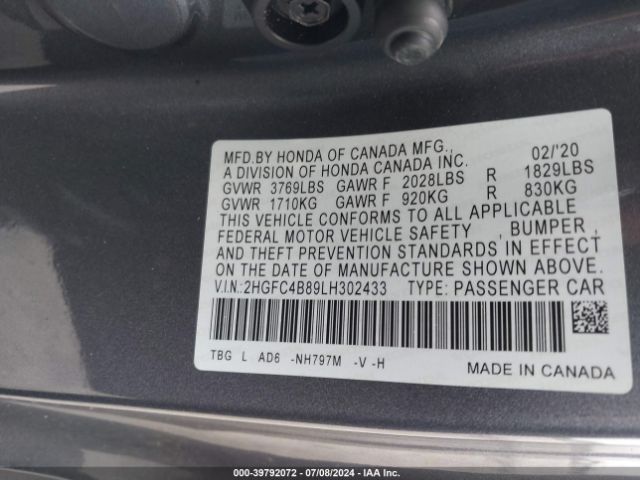 MFD.BY HONDA OF CANADA MFG., 02/'20
A DIVISION OF HONDA CANADA INC.
GVWR 3769LBS GAWR F 2028LBS R 1829LBS
GVWR 1710KG GAWR F 920KG R 830KG
THIS VEHICLE CONFORMS TO ALL APPLICABLE
FEDERAL MOTOR VEHICLE SAFETY , BUMPER ,
AND THEFT PREVENTION STANDARDS IN EFFECT
ON THE DATE OF MANUFACTURE SHOWN ABOVE.
V.I.N.:2HGFC4B89LH302433 TYPE: PASSENGER CAR
TBG L AD6 -NH797M -V -H
MADE IN CANADA
000-39792072 / 07/08/2024 - IAA Inc.